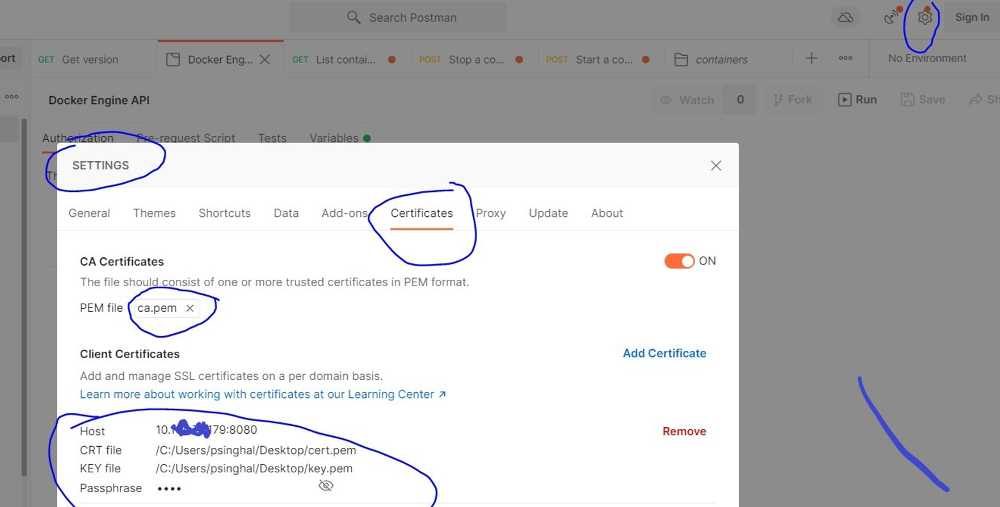 Search Postman
Sign In
ort
GET Get version
Docker Eng...
GET List contai...
POST Stop a co...
POST Start a co...
containers
No Environment
Docker Engine API
Watch 0
Fork
Run
Save
Sh
Authorization Pre-request Script Tests Variables
Th
SETTINGS
General Themes Shortcuts Data Add-ons Certificates Proxy Update About
CA Certificates
ON
The file should consist of one or more trusted certificates in PEM format.
PEM file ca.pem
Client Certificates
Add Certificate
Add and manage SSL certificates on a per domain basis.
Learn more about working with certificates at our Learning Center ↗
Host 10. 179:8080
Remove
CRT file /C:/Users/psinghal/Desktop/cert.pem
KEY file /C:/Users/psinghal/Desktop/key.pem
Passphrase ••••